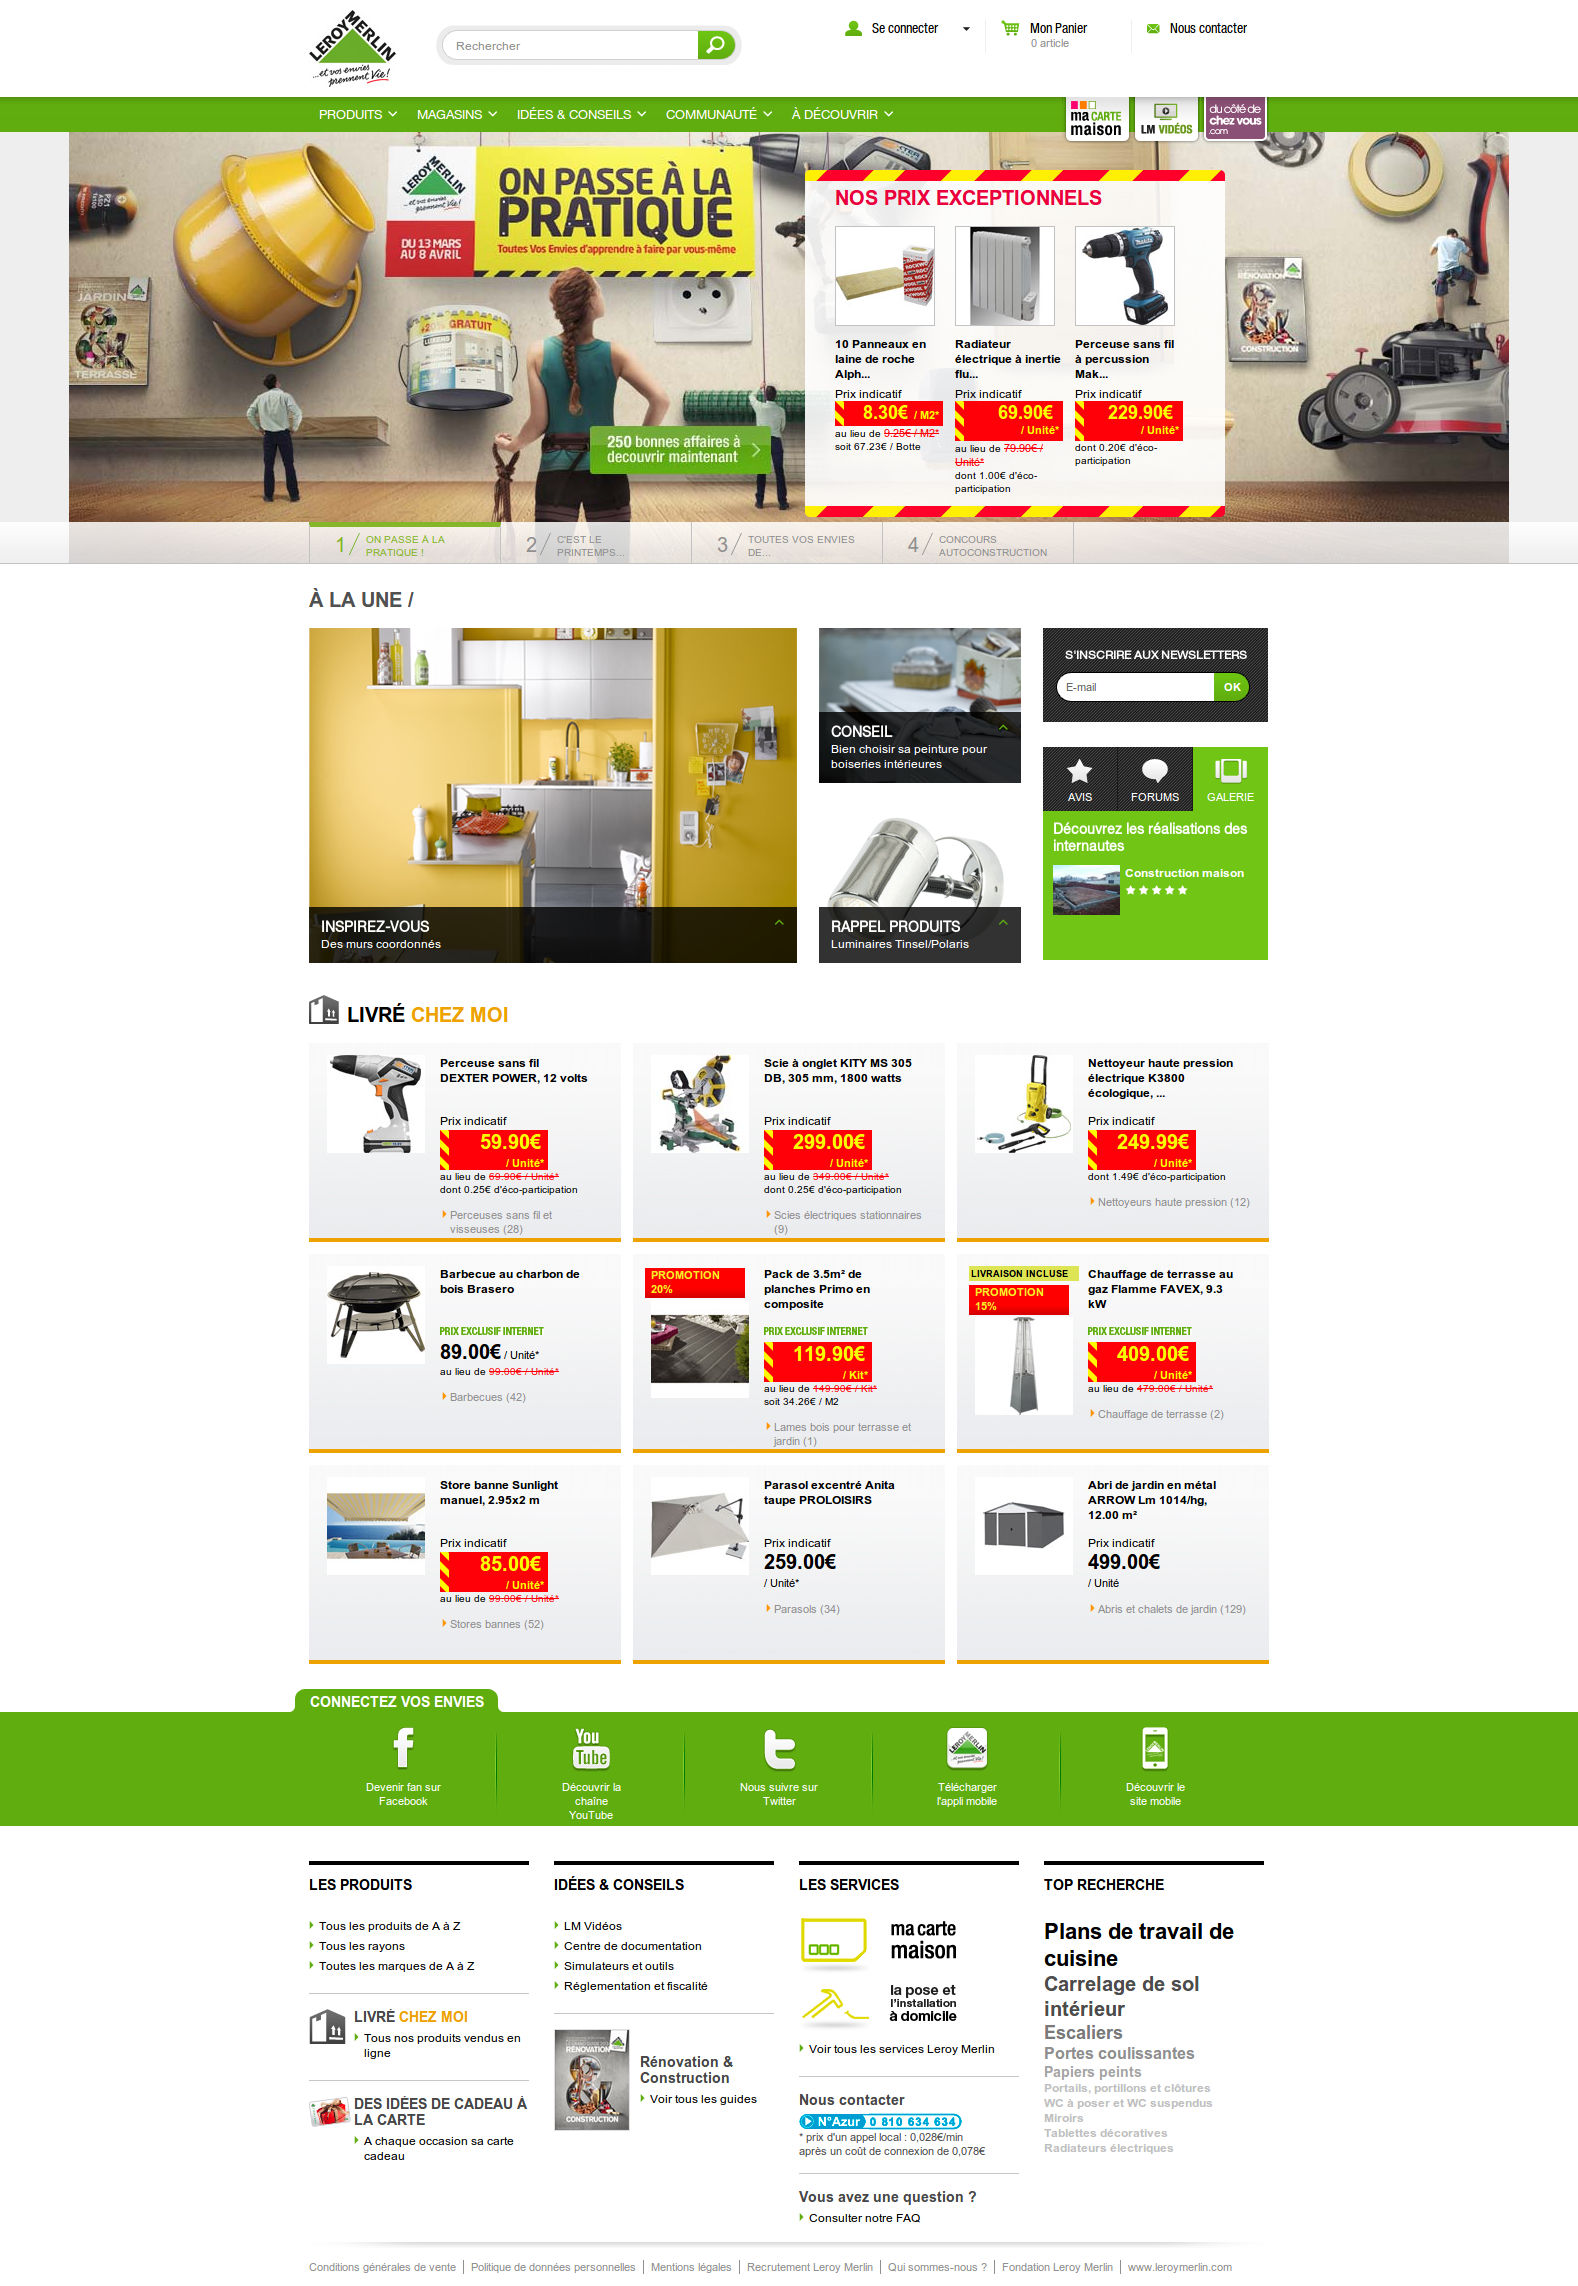 LEROY MERLIN
...et vos envies prennent Vie!
Rechercher
Se connecter
Mon Panier
0 article
Nous contacter
PRODUITS
MAGASINS
IDÉES & CONSEILS
COMMUNAUTÉ
À DÉCOUVRIR
ma CARTE maison
LM VIDÉOS
du côté de chez vous .com
LEROY MERLIN
...et vos envies prennent Vie!
DU 13 MARS
AU 8 AVRIL
ON PASSE À LA
PRATIQUE
Toutes Vos Envies d'apprendre à faire par vous-même
JARDIN
TERRASSE
+20% GRATUIT
LUXENS
RÉNOVATION
CONSTRUCTION
250 bonnes affaires à
decouvrir maintenant
NOS PRIX EXCEPTIONNELS
10 Panneaux en
laine de roche
Alph...
Prix indicatif
8.30€ / M2*
au lieu de 9.25€ / M2*
soit 67.23€ / Botte
Radiateur
électrique à inertie
flu...
Prix indicatif
69.90€
/ Unité*
au lieu de 79.90€ /
Unité*
dont 1.00€ d'éco-
participation
Perceuse sans fil
à percussion
Mak...
Prix indicatif
229.90€
/ Unité*
dont 0.20€ d'éco-
participation
1 / ON PASSE À LA
PRATIQUE !
2 / C'EST LE
PRINTEMPS...
3 / TOUTES VOS ENVIES
DE...
4 / CONCOURS
AUTOCONSTRUCTION
À LA UNE /
INSPIREZ-VOUS
Des murs coordonnés
CONSEIL
Bien choisir sa peinture pour
boiseries intérieures
RAPPEL PRODUITS
Luminaires Tinsel/Polaris
S'INSCRIRE AUX NEWSLETTERS
E-mail
OK
AVIS
FORUMS
GALERIE
Découvrez les réalisations des
internautes
Construction maison
LIVRÉ CHEZ MOI
Perceuse sans fil
DEXTER POWER, 12 volts
Prix indicatif
59.90€
/ Unité*
au lieu de 69.90€ / Unité*
dont 0.25€ d'éco-participation
Perceuses sans fil et
visseuses (28)
Scie à onglet KITY MS 305
DB, 305 mm, 1800 watts
Prix indicatif
299.00€
/ Unité*
au lieu de 349.00€ / Unité*
dont 0.25€ d'éco-participation
Scies électriques stationnaires
(9)
Nettoyeur haute pression
électrique K3800
écologique, ...
Prix indicatif
249.99€
/ Unité*
dont 1.49€ d'éco-participation
Nettoyeurs haute pression (12)
Barbecue au charbon de
bois Brasero
PRIX EXCLUSIF INTERNET
89.00€ / Unité*
au lieu de 99.00€ / Unité*
Barbecues (42)
PROMOTION
20%
Pack de 3.5m² de
planches Primo en
composite
PRIX EXCLUSIF INTERNET
119.90€
/ Kit*
au lieu de 149.90€ / Kit*
soit 34.26€ / M2
Lames bois pour terrasse et
jardin (1)
LIVRAISON INCLUSE
PROMOTION
15%
Chauffage de terrasse au
gaz Flamme FAVEX, 9.3
kW
PRIX EXCLUSIF INTERNET
409.00€
/ Unité*
au lieu de 479.00€ / Unité*
Chauffage de terrasse (2)
Store banne Sunlight
manuel, 2.95x2 m
Prix indicatif
85.00€
/ Unité*
au lieu de 99.00€ / Unité*
Stores bannes (52)
Parasol excentré Anita
taupe PROLOISIRS
Prix indicatif
259.00€
/ Unité*
Parasols (34)
Abri de jardin en métal
ARROW Lm 1014/hg,
12.00 m²
Prix indicatif
499.00€
/ Unité
Abris et chalets de jardin (129)
CONNECTEZ VOS ENVIES
Devenir fan sur
Facebook
You Tube
Découvrir la
chaîne
YouTube
Nous suivre sur
Twitter
LEROY MERLIN
Télécharger
l'appli mobile
Découvrir le
site mobile
LES PRODUITS
Tous les produits de A à Z
Tous les rayons
Toutes les marques de A à Z
LIVRÉ CHEZ MOI
Tous nos produits vendus en
ligne
DES IDÉES DE CADEAU À
LA CARTE
A chaque occasion sa carte
cadeau
IDÉES & CONSEILS
LM Vidéos
Centre de documentation
Simulateurs et outils
Réglementation et fiscalité
RÉNOVATION
&
CONSTRUCTION
Rénovation &
Construction
Voir tous les guides
LES SERVICES
ma carte
maison
la pose et
l'installation
à domicile
Voir tous les services Leroy Merlin
Nous contacter
N°Azur 0 810 634 634
* prix d'un appel local : 0,028€/min
après un coût de connexion de 0,078€
Vous avez une question ?
Consulter notre FAQ
TOP RECHERCHE
Plans de travail de
cuisine
Carrelage de sol
intérieur
Escaliers
Portes coulissantes
Papiers peints
Portails, portillons et clôtures
WC à poser et WC suspendus
Miroirs
Tablettes décoratives
Radiateurs électriques
Conditions générales de vente | Politique de données personnelles | Mentions légales | Recrutement Leroy Merlin | Qui sommes-nous ? | Fondation Leroy Merlin | www.leroymerlin.com